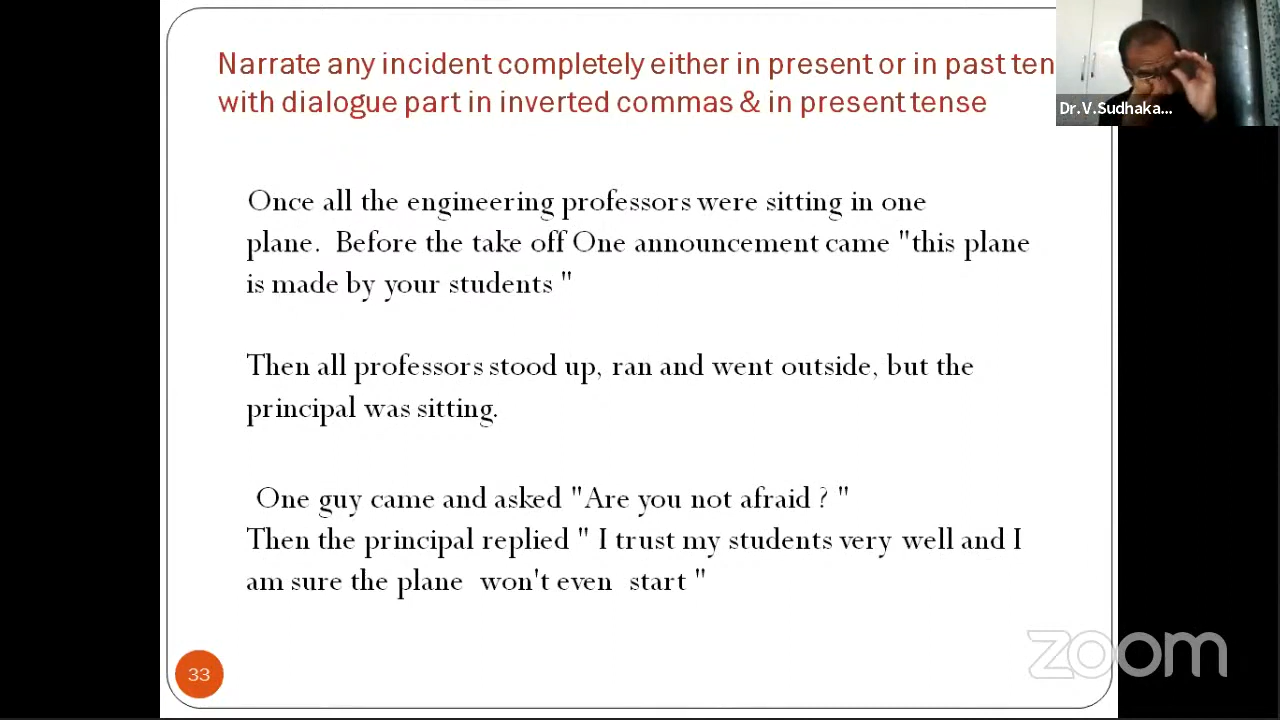 Narrate any incident completely either in present or in past ten
with dialogue part in inverted commas & in present tense
Dr.V.Sudhaka...
Once all the engineering professors were sitting in one
plane. Before the take off One announcement came "this plane
is made by your students "
Then all professors stood up, ran and went outside, but the
principal was sitting.
One guy came and asked "Are you not afraid ? "
Then the principal replied " I trust my students very well and I
am sure the plane won't even start "
33
zoom